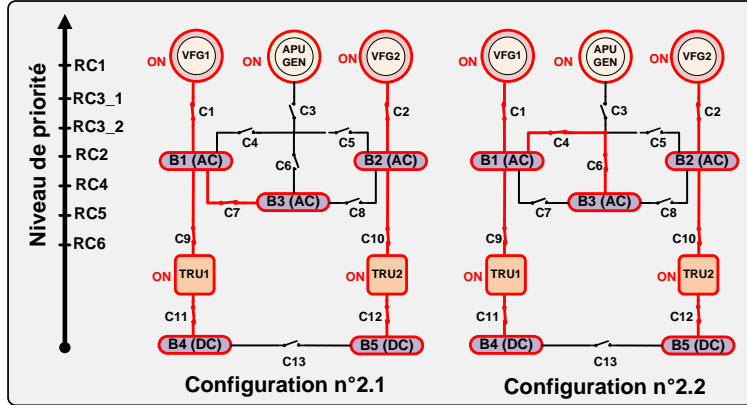 Niveau de priorité
RC1
RC3_1
RC3_2
RC2
RC4
RC5
RC6
ON VFG1 ON APU GEN ON VFG2
C1 C3 C2
C4 C5
B1 (AC) C6 B2 (AC)
C7 B3 (AC) C8
C9 C10
ON TRU1 ON TRU2
C11 C12
B4 (DC) C13 B5 (DC)
Configuration n°2.1
ON VFG1 ON APU GEN ON VFG2
C1 C3 C2
C4 C5
B1 (AC) C6 B2 (AC)
C7 B3 (AC) C8
C9 C10
ON TRU1 ON TRU2
C11 C12
B4 (DC) C13 B5 (DC)
Configuration n°2.2